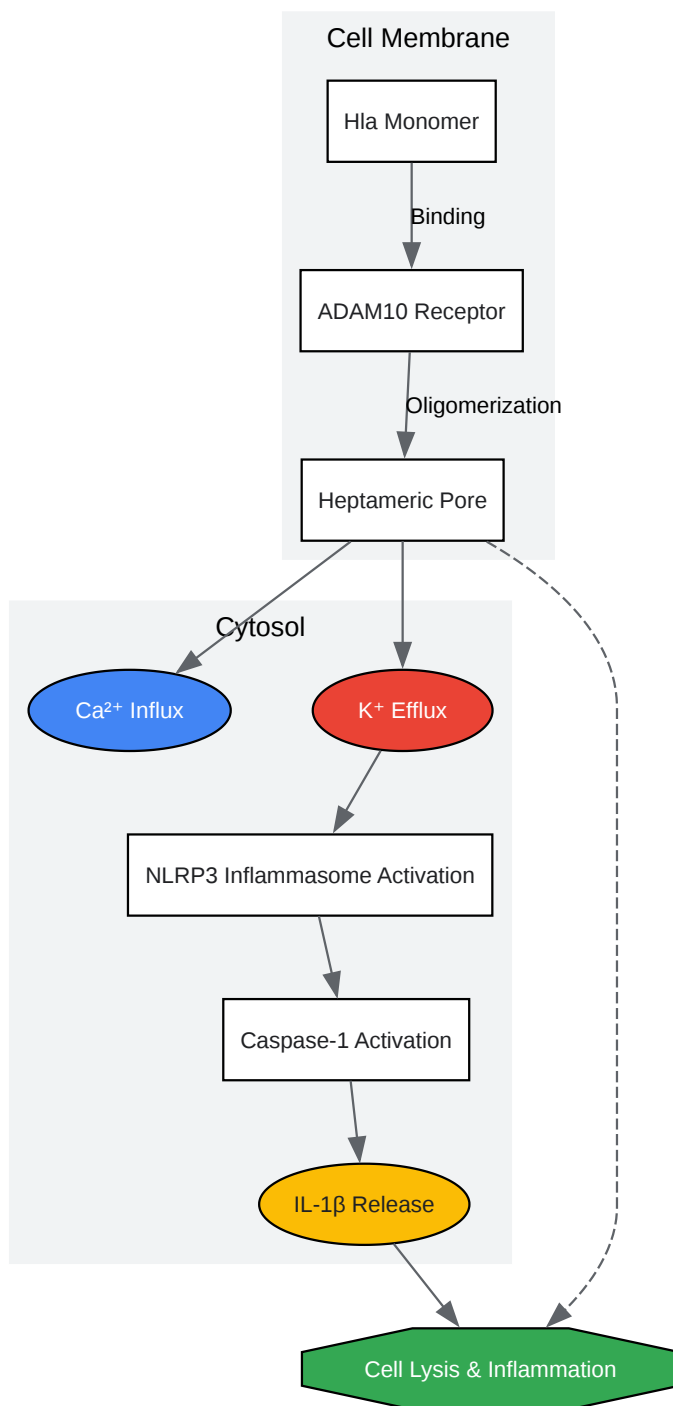 Cell Membrane
Hla Monomer
Binding
ADAM10 Receptor
Oligomerization
Heptameric Pore
Cytosol
Ca²⁺ Influx
K⁺ Efflux
NLRP3 Inflammasome Activation
Caspase-1 Activation
IL-1β Release
Cell Lysis & Inflammation